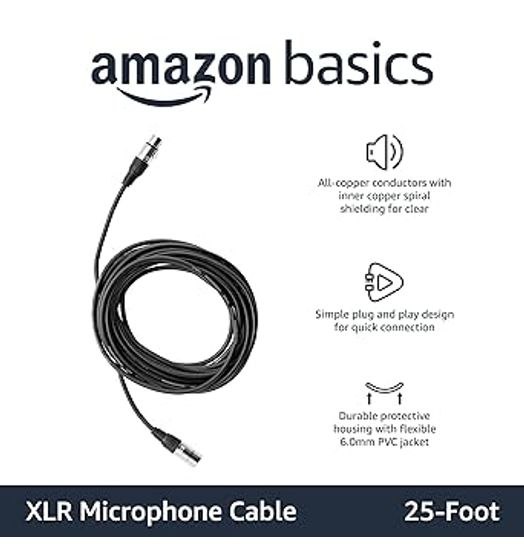 amazon basics
All-copper conductors with
inner copper spiral
shielding for clear
Simple plug and play design
for quick connection
Durable protective
housing with flexible
6.0mm PVC jacket
XLR Microphone Cable
25-Foot